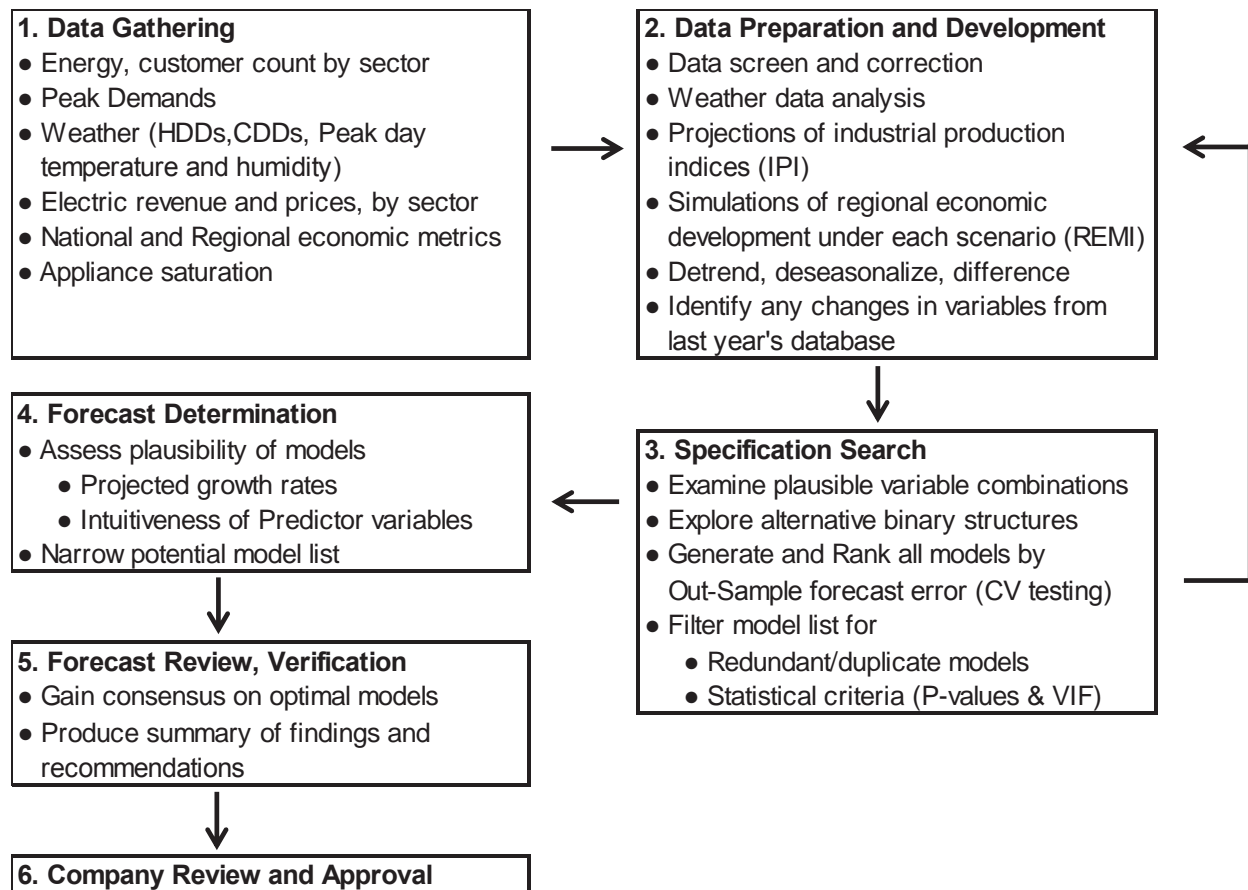 1. Data Gathering
● Energy, customer count by sector
● Peak Demands
● Weather (HDDs,CDDs, Peak day
temperature and humidity)
● Electric revenue and prices, by sector
● National and Regional economic metrics
● Appliance saturation
2. Data Preparation and Development
● Data screen and correction
● Weather data analysis
● Projections of industrial production
indices (IPI)
● Simulations of regional economic
development under each scenario (REMI)
● Detrend, deseasonalize, difference
● Identify any changes in variables from
last year's database
3. Specification Search
● Examine plausible variable combinations
● Explore alternative binary structures
● Generate and Rank all models by
Out-Sample forecast error (CV testing)
● Filter model list for
● Redundant/duplicate models
● Statistical criteria (P-values & VIF)
4. Forecast Determination
● Assess plausibility of models
● Projected growth rates
● Intuitiveness of Predictor variables
● Narrow potential model list
5. Forecast Review, Verification
● Gain consensus on optimal models
● Produce summary of findings and
recommendations
6. Company Review and Approval